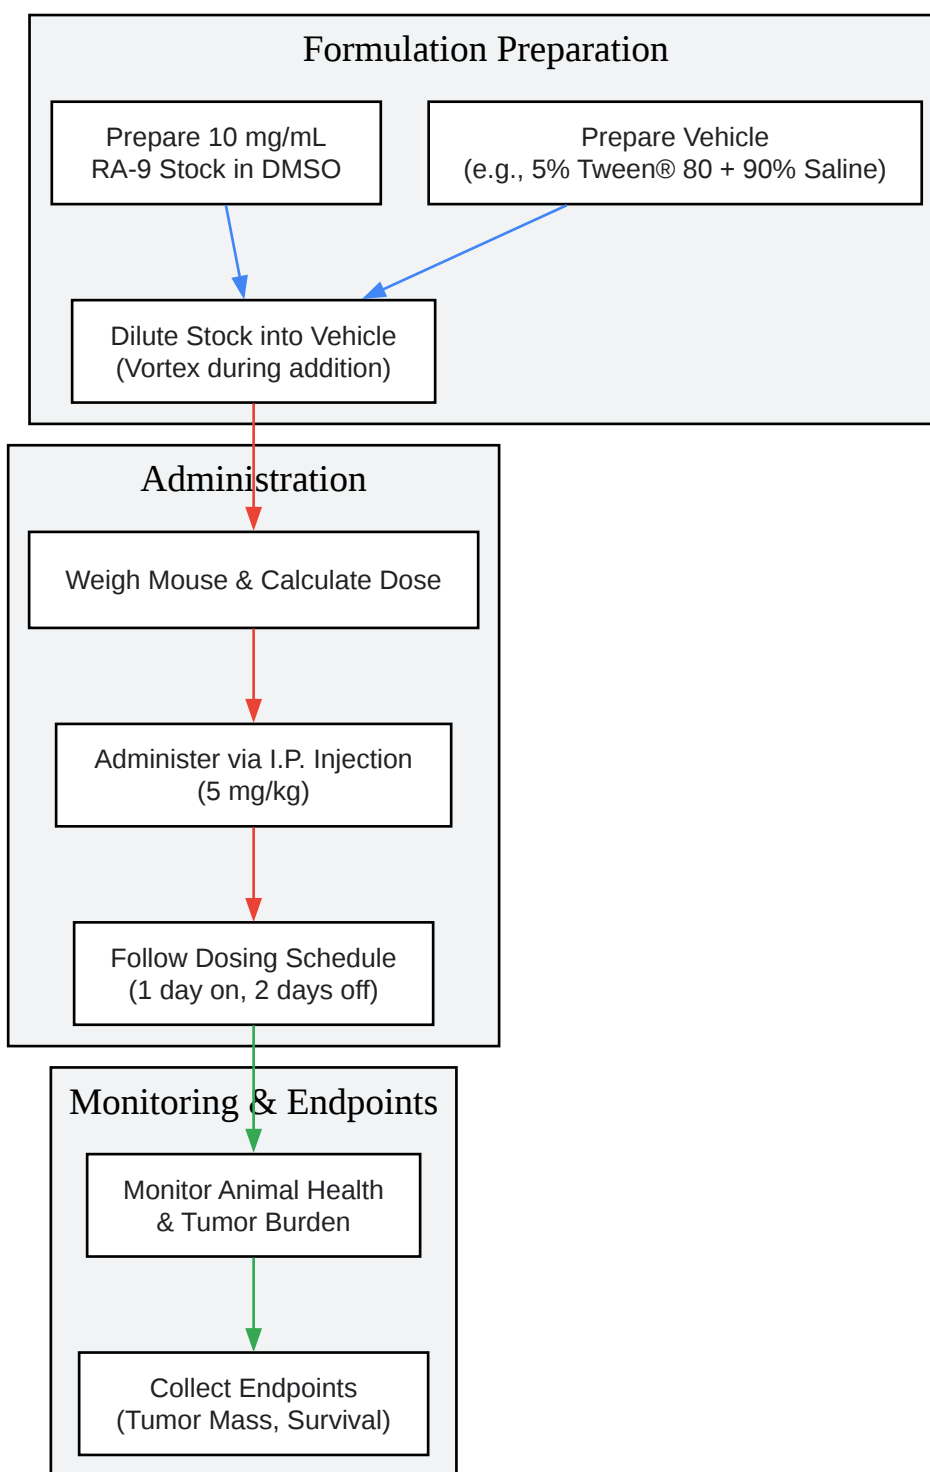 Formulation Preparation
Prepare 10 mg/mL
RA-9 Stock in DMSO
Prepare Vehicle
(e.g., 5% Tween® 80 + 90% Saline)
Dilute Stock into Vehicle
(Vortex during addition)
Administration
Weigh Mouse & Calculate Dose
Administer via I.P. Injection
(5 mg/kg)
Follow Dosing Schedule
(1 day on, 2 days off)
Monitoring & Endpoints
Monitor Animal Health
& Tumor Burden
Collect Endpoints
(Tumor Mass, Survival)